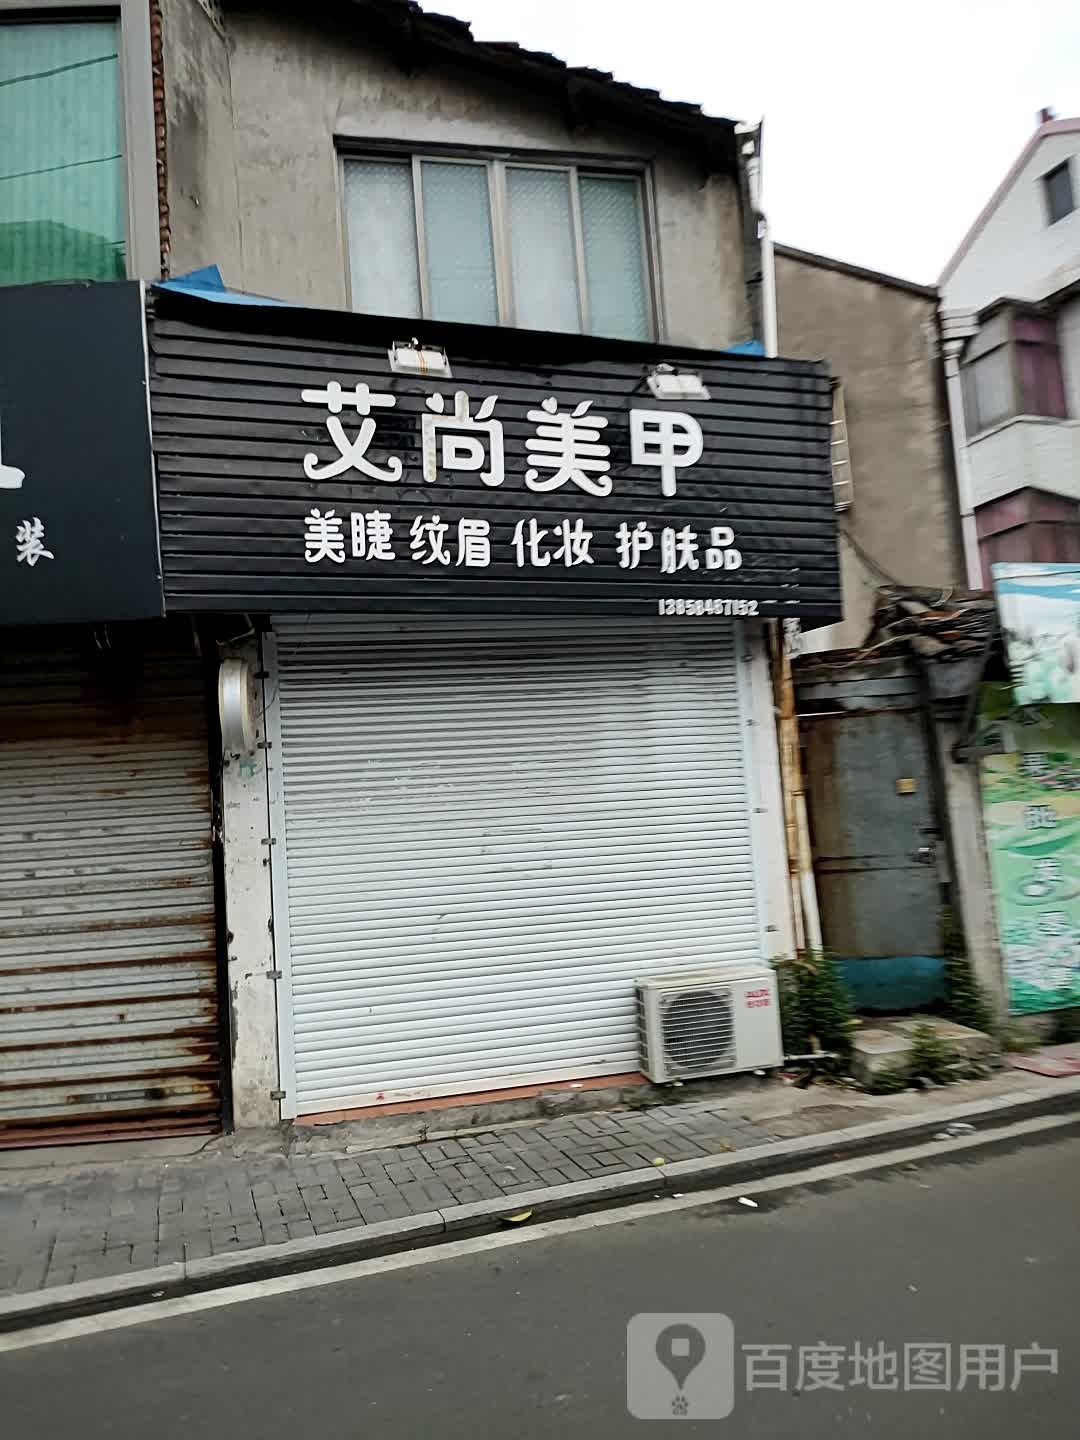 艾尚美甲
美睫 纹眉 化妆 护肤品
13858487152
装
百度地图用户